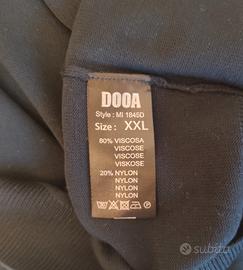 DOOA
Style : MI 1845D
Size : XXL
80% VISCOSA
VISCOSE
VISCOSE
VISKOSE
20% NYLON
NYLON
NYLON
NYLON
subito